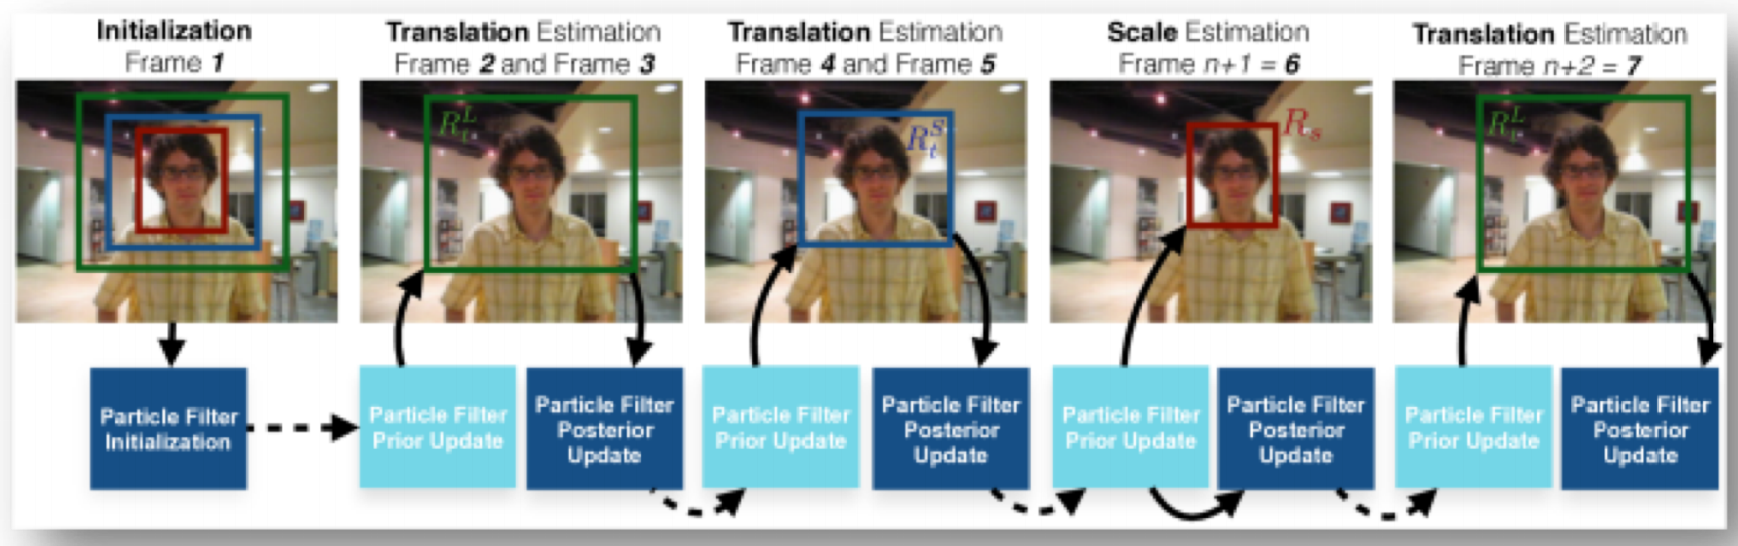 Initialization
Frame 1
Translation Estimation
Frame 2 and Frame 3
Translation Estimation
Frame 4 and Frame 5
Scale Estimation
Frame n+1 = 6
Translation Estimation
Frame n+2 = 7
R_t^L
R_t^S
R_s
R_t^L
Particle Filter
Initialization
Particle Filter
Prior Update
Particle Filter
Posterior
Update
Particle Filter
Prior Update
Particle Filter
Posterior
Update
Particle Filter
Prior Update
Particle Filter
Posterior
Update
Particle Filter
Prior Update
Particle Filter
Posterior
Update